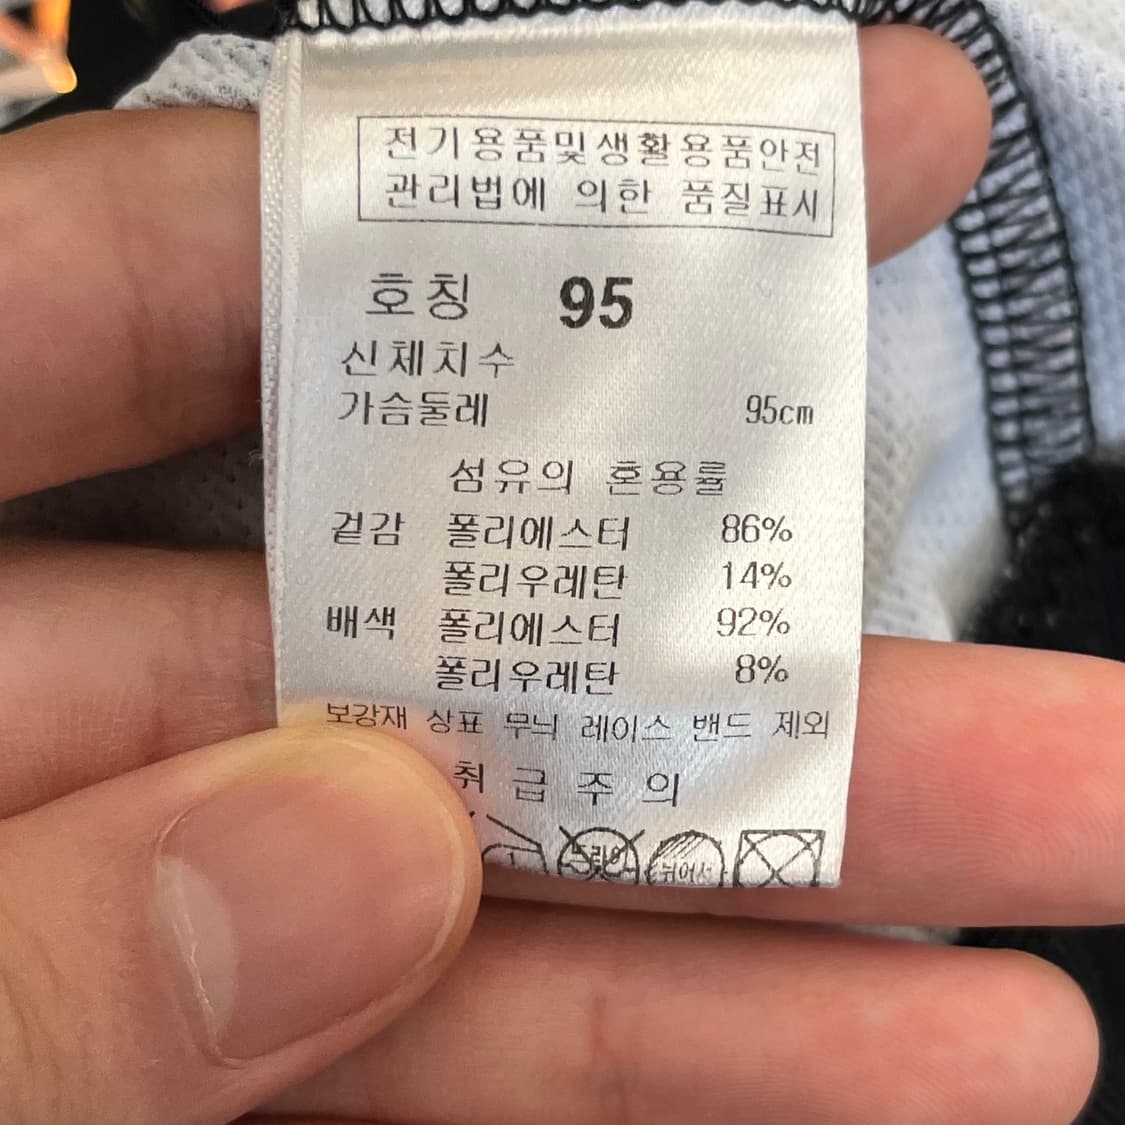 전기용품및생활용품안전
관리법에 의한 품질표시
호칭 95
신체치수
가슴둘레 95cm
섬유의 혼용률
겉감 폴리에스터 86%
폴리우레탄 14%
배색 폴리에스터 92%
폴리우레탄 8%
보강재 상표 무늬 레이스 밴드 제외
취급주의
뉘어서